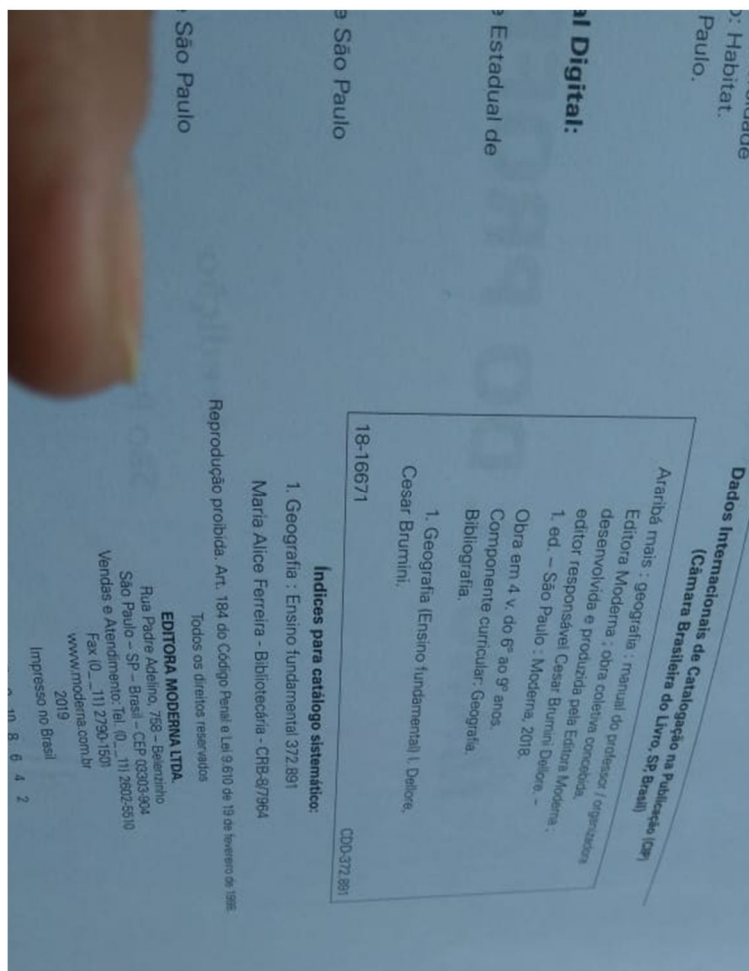 dade
o: Habitat.
Paulo.
al Digital:
e Estadual de
e São Paulo
São Paulo
Dados Internacionais de Catalogação na Publicação (CIP)
(Câmara Brasileira do Livro, SP, Brasil)
Araribá mais : geografia : manual do professor / organizadora
Editora Moderna ; obra coletiva concebida,
desenvolvida e produzida pela Editora Moderna ;
editor responsável Cesar Brumini Dellore. –
1. ed. – São Paulo : Moderna, 2018.
Obra em 4 v. do 6º ao 9º anos.
Componente curricular: Geografia.
Bibliografia.
1. Geografia (Ensino fundamental) I. Dellore,
Cesar Brumini.
18-16671 CDD-372.891
Índices para catálogo sistemático:
1. Geografia : Ensino fundamental 372.891
Maria Alice Ferreira - Bibliotecária - CRB-8/7964
Reprodução proibida. Art. 184 do Código Penal e Lei 9.610 de 19 de fevereiro de 1998.
Todos os direitos reservados
EDITORA MODERNA LTDA.
Rua Padre Adelino, 758 – Belenzinho
São Paulo – SP – Brasil – CEP 03303-904
Vendas e Atendimento: Tel. (0_ _11) 2602-5510
Fax (0_ _11) 2790-1501
www.moderna.com.br
2019
Impresso no Brasil
10 8 6 4 2